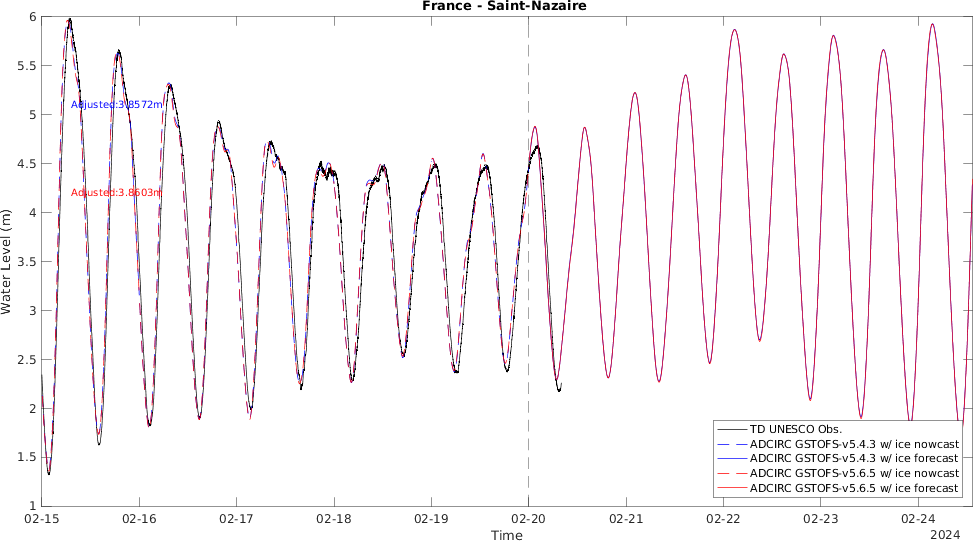 France - Saint-Nazaire
6
5.5
5
4.5
4
3.5
3
2.5
2
1.5
1
Water Level (m)
Adjusted:3.8572m
Adjusted:3.8603m
TD UNESCO Obs.
ADCIRC GSTOFS-v5.4.3 w/ ice nowcast
ADCIRC GSTOFS-v5.4.3 w/ ice forecast
ADCIRC GSTOFS-v5.6.5 w/ ice nowcast
ADCIRC GSTOFS-v5.6.5 w/ ice forecast
02-15 02-16 02-17 02-18 02-19 02-20 02-21 02-22 02-23 02-24
Time
2024